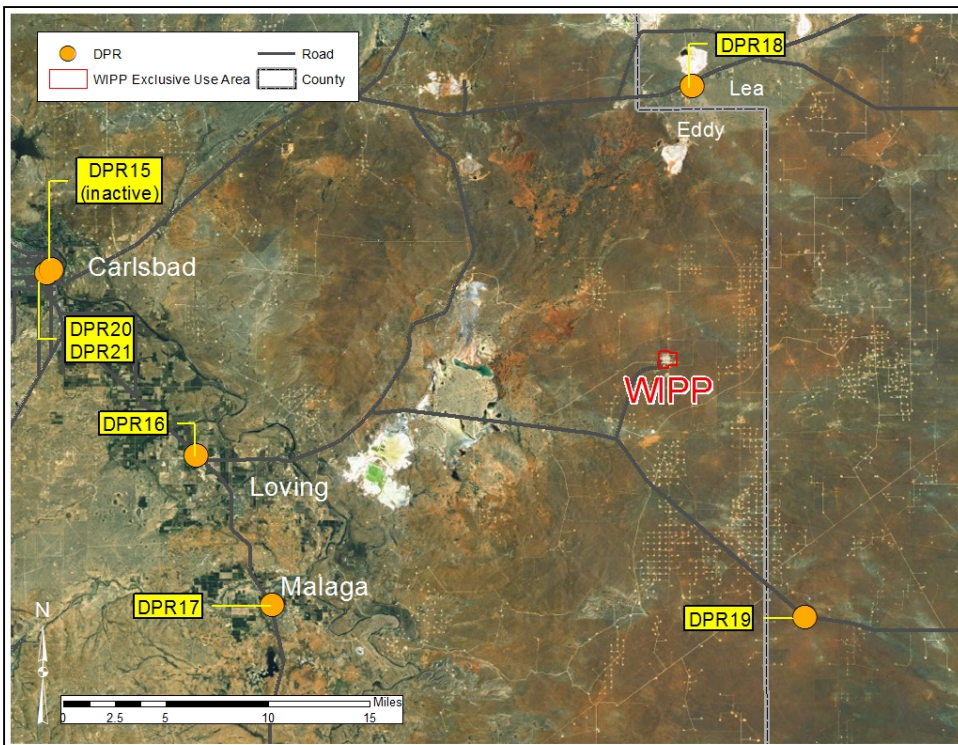 DPR
Road
WIPP Exclusive Use Area
County
DPR18
Lea
Eddy
DPR15
(inactive)
Carlsbad
DPR20
DPR21
WIPP
DPR16
Loving
Malaga
DPR17
DPR19
N
Miles
0 2.5 5 10 15